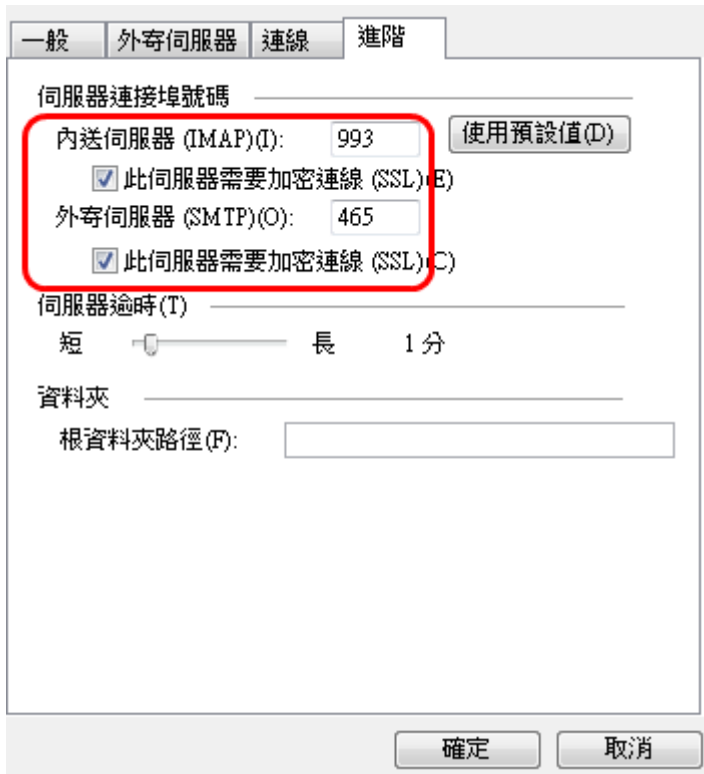 一般 外寄伺服器 連線 進階
伺服器連接埠號碼
內送伺服器 (IMAP)(I): 993 使用預設值(D)
此伺服器需要加密連線 (SSL)(E)
外寄伺服器 (SMTP)(O): 465
此伺服器需要加密連線 (SSL)(C)
伺服器逾時(T)
短 長 1 分
資料夾
根資料夾路徑(F):
確定 取消